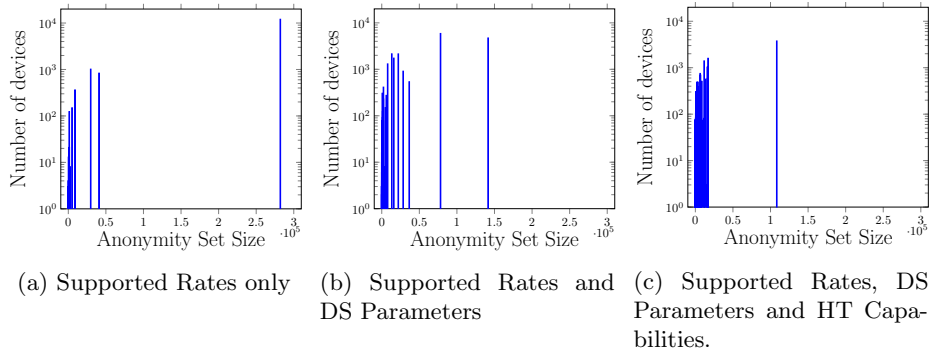 10^4
10^3
10^2
10^1
10^0
Number of devices
0 0.5 1 1.5 2 2.5 3
·10^5
Anonymity Set Size
(a) Supported Rates only
10^4
10^3
10^2
10^1
10^0
Number of devices
0 0.5 1 1.5 2 2.5 3
·10^5
Anonymity Set Size
(b) Supported Rates and
DS Parameters
10^4
10^3
10^2
10^1
10^0
Number of devices
0 0.5 1 1.5 2 2.5 3
·10^5
Anonymity Set Size
(c) Supported Rates, DS
Parameters and HT Capa-
bilities.